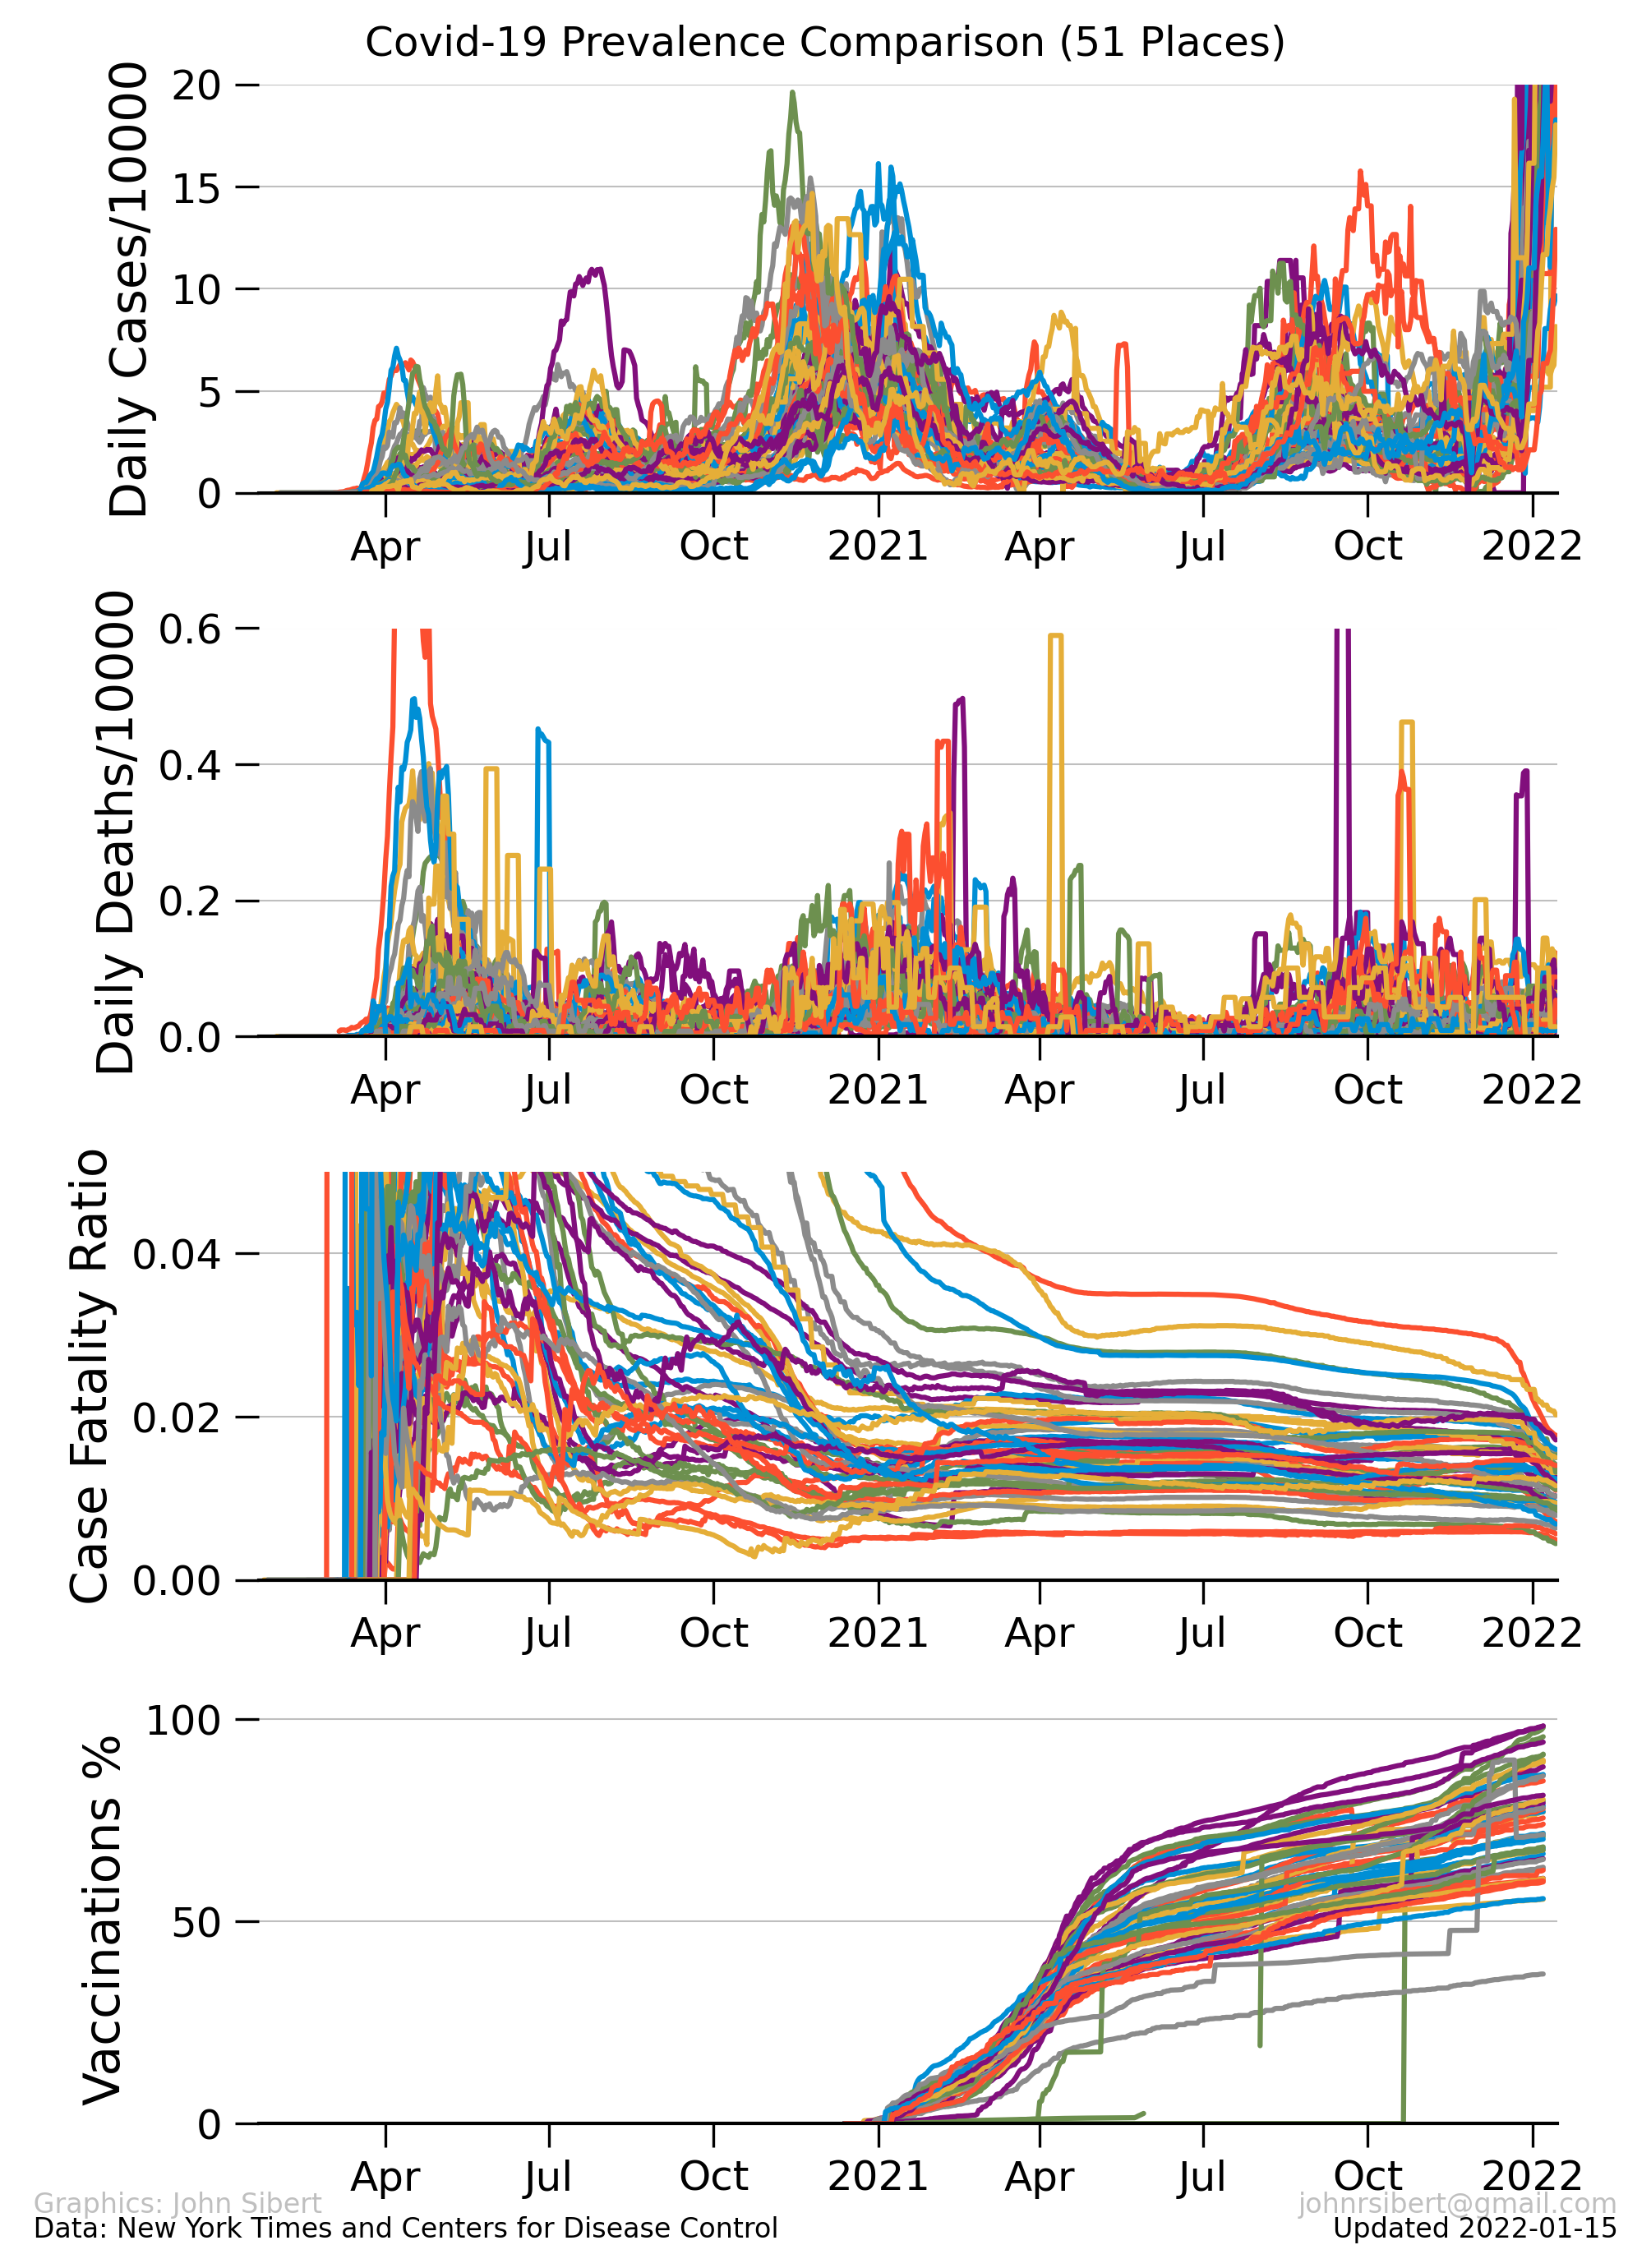 Covid-19 Prevalence Comparison (51 Places)
Daily Cases/10000
20
15
10
5
0
Apr Jul Oct 2021 Apr Jul Oct 2022
Daily Deaths/10000
0.6
0.4
0.2
0.0
Apr Jul Oct 2021 Apr Jul Oct 2022
Case Fatality Ratio
0.04
0.02
0.00
Apr Jul Oct 2021 Apr Jul Oct 2022
Vaccinations %
100
50
0
Apr Jul Oct 2021 Apr Jul Oct 2022
Graphics: John Sibert johnrsibert@gmail.com
Data: New York Times and Centers for Disease Control Updated 2022-01-15